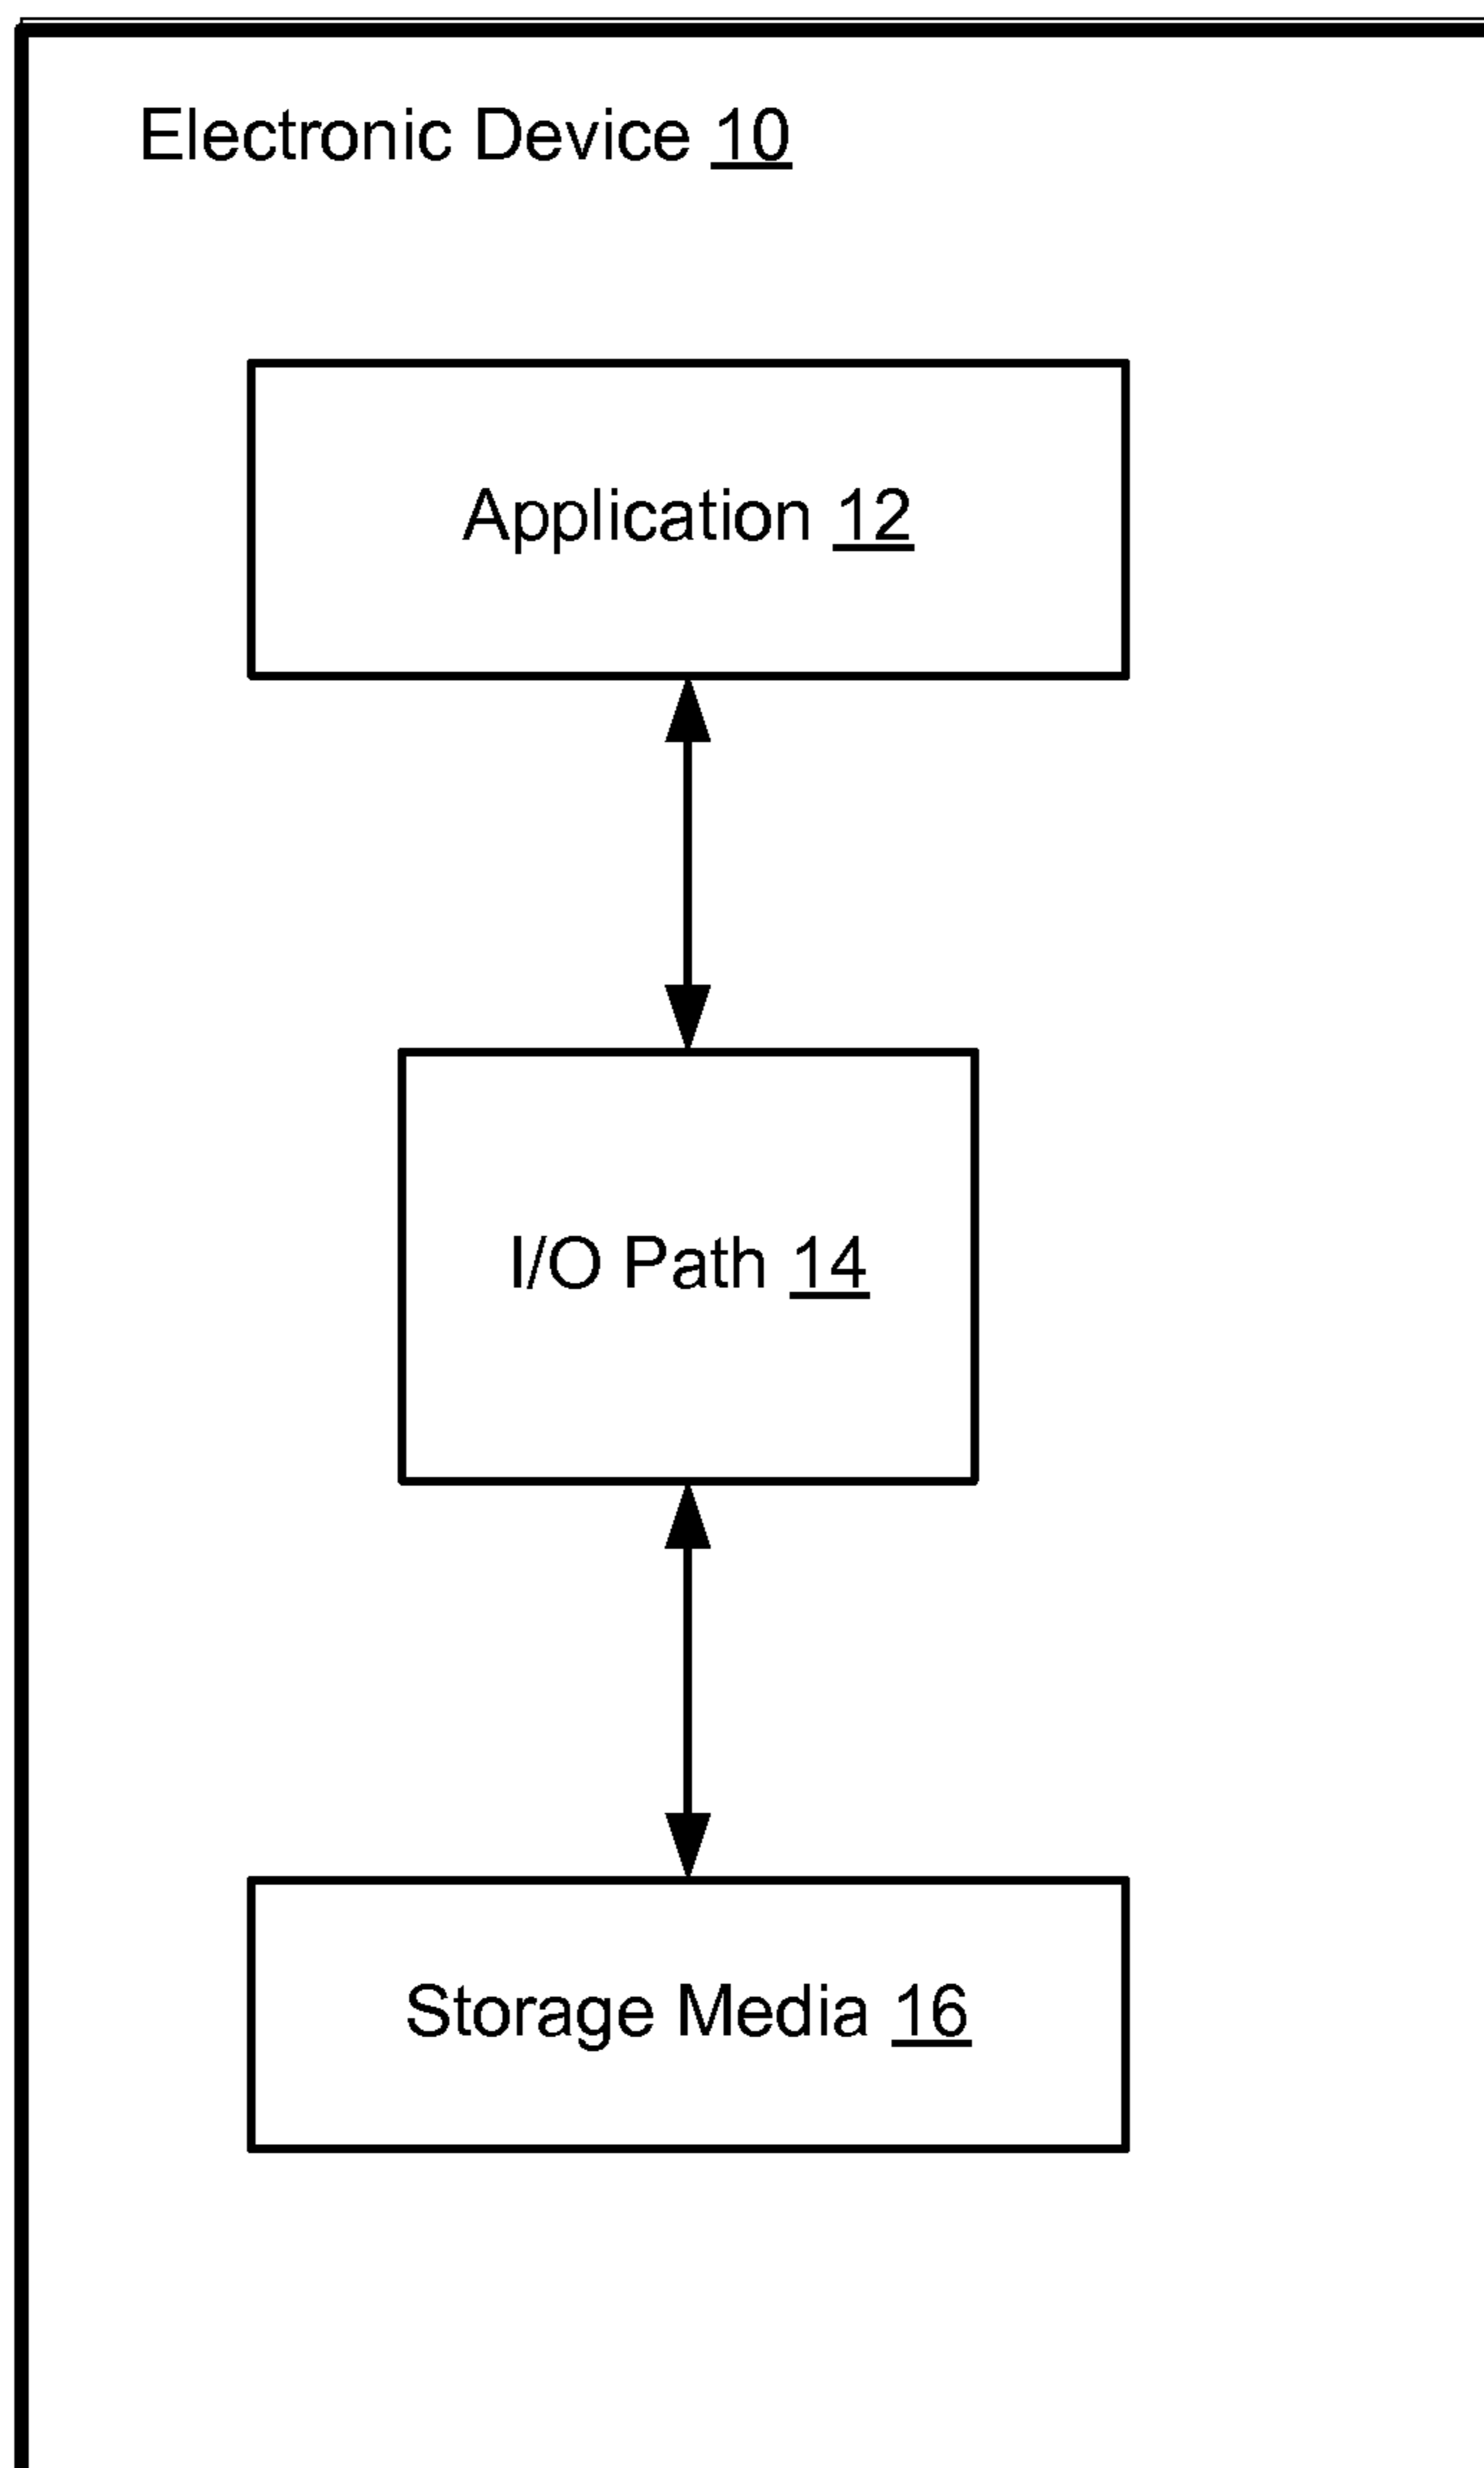 Electronic Device 10
Application 12
I/O Path 14
Storage Media 16